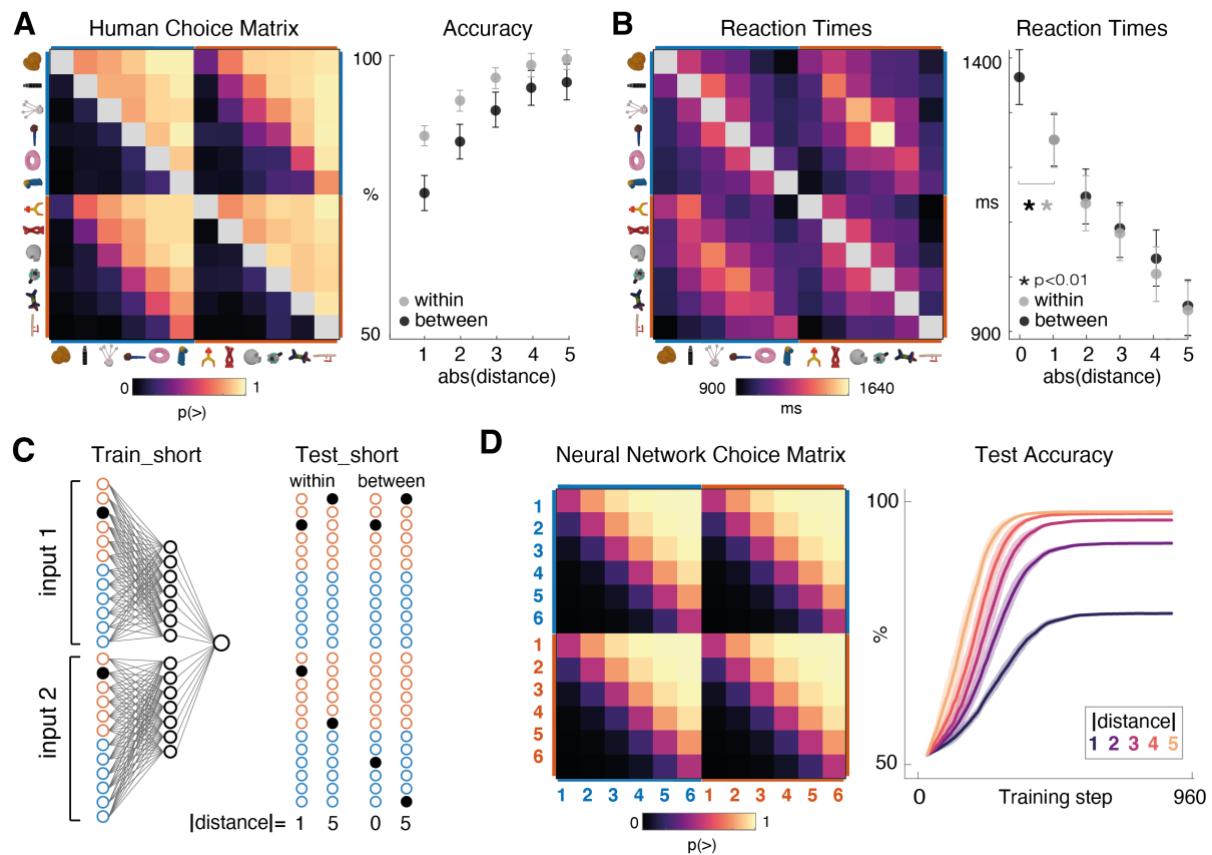 A
Human Choice Matrix
Accuracy
100
%
50
within
between
1 2 3 4 5
abs(distance)
0 1
p(>)
B
Reaction Times
Reaction Times
1400
ms
900
* *
* p<0.01
within
between
0 1 2 3 4 5
abs(distance)
900 1640
ms
C
Train_short
Test_short
within between
input 1
input 2
|distance|= 1 5 0 5
D
Neural Network Choice Matrix
1
2
3
4
5
6
1
2
3
4
5
6
1 2 3 4 5 6 1 2 3 4 5 6
0 1
p(>)
Test Accuracy
100
%
50
|distance|
1 2 3 4 5
0 Training step 960